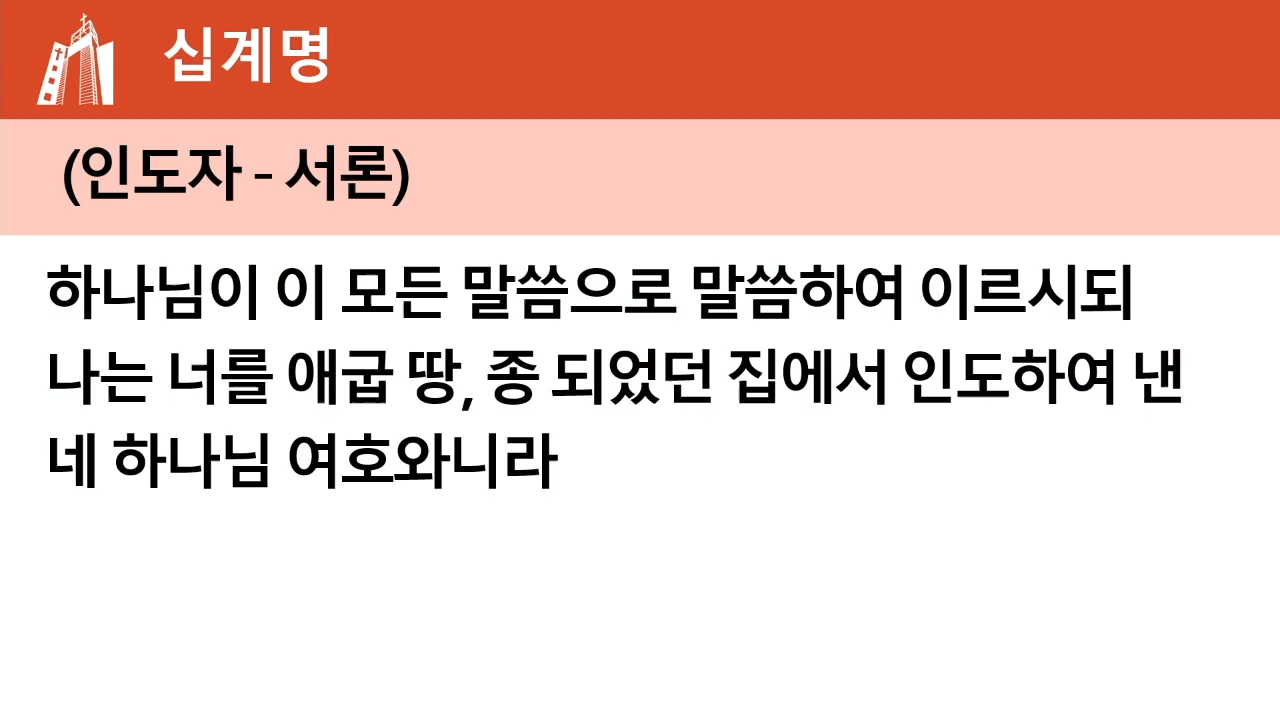 십계명
(인도자 - 서론)
하나님이 이 모든 말씀으로 말씀하여 이르시되
나는 너를 애굽 땅, 종 되었던 집에서 인도하여 낸
네 하나님 여호와니라